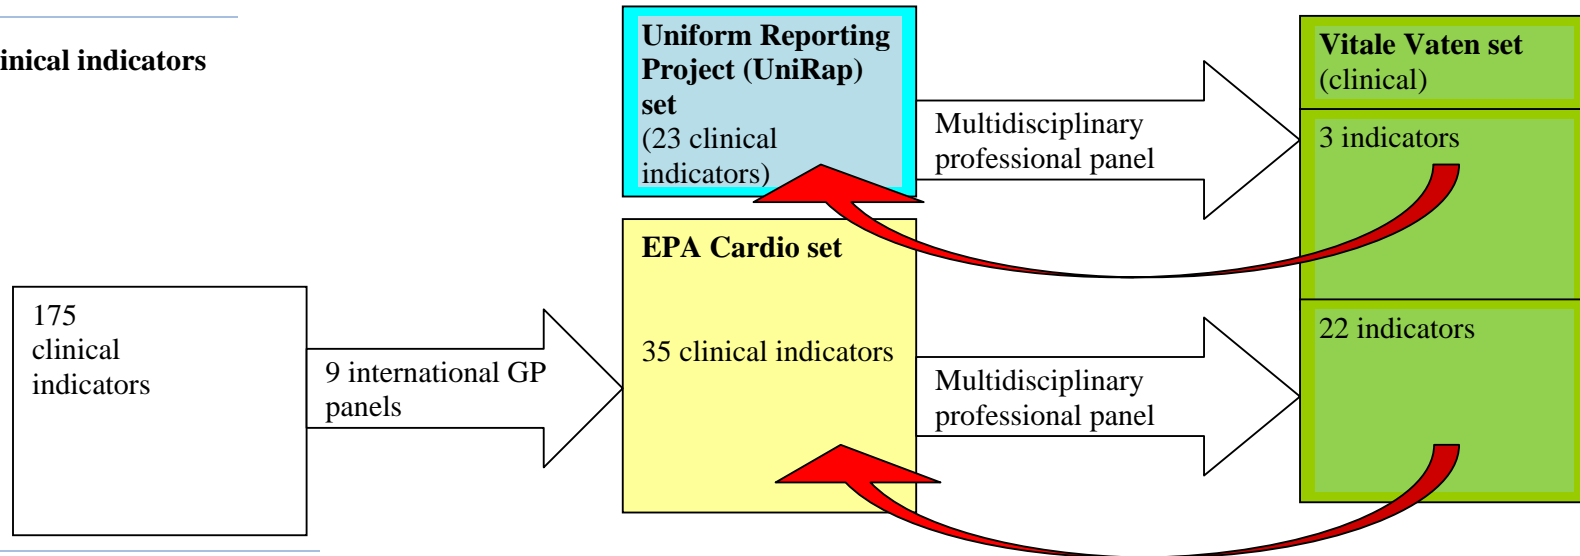 inical indicators
175
clinical
indicators
9 international GP
panels
Uniform Reporting
Project (UniRap)
set
(23 clinical
indicators)
EPA Cardio set
35 clinical indicators
Multidisciplinary
professional panel
Multidisciplinary
professional panel
Vitale Vaten set
(clinical)
3 indicators
22 indicators